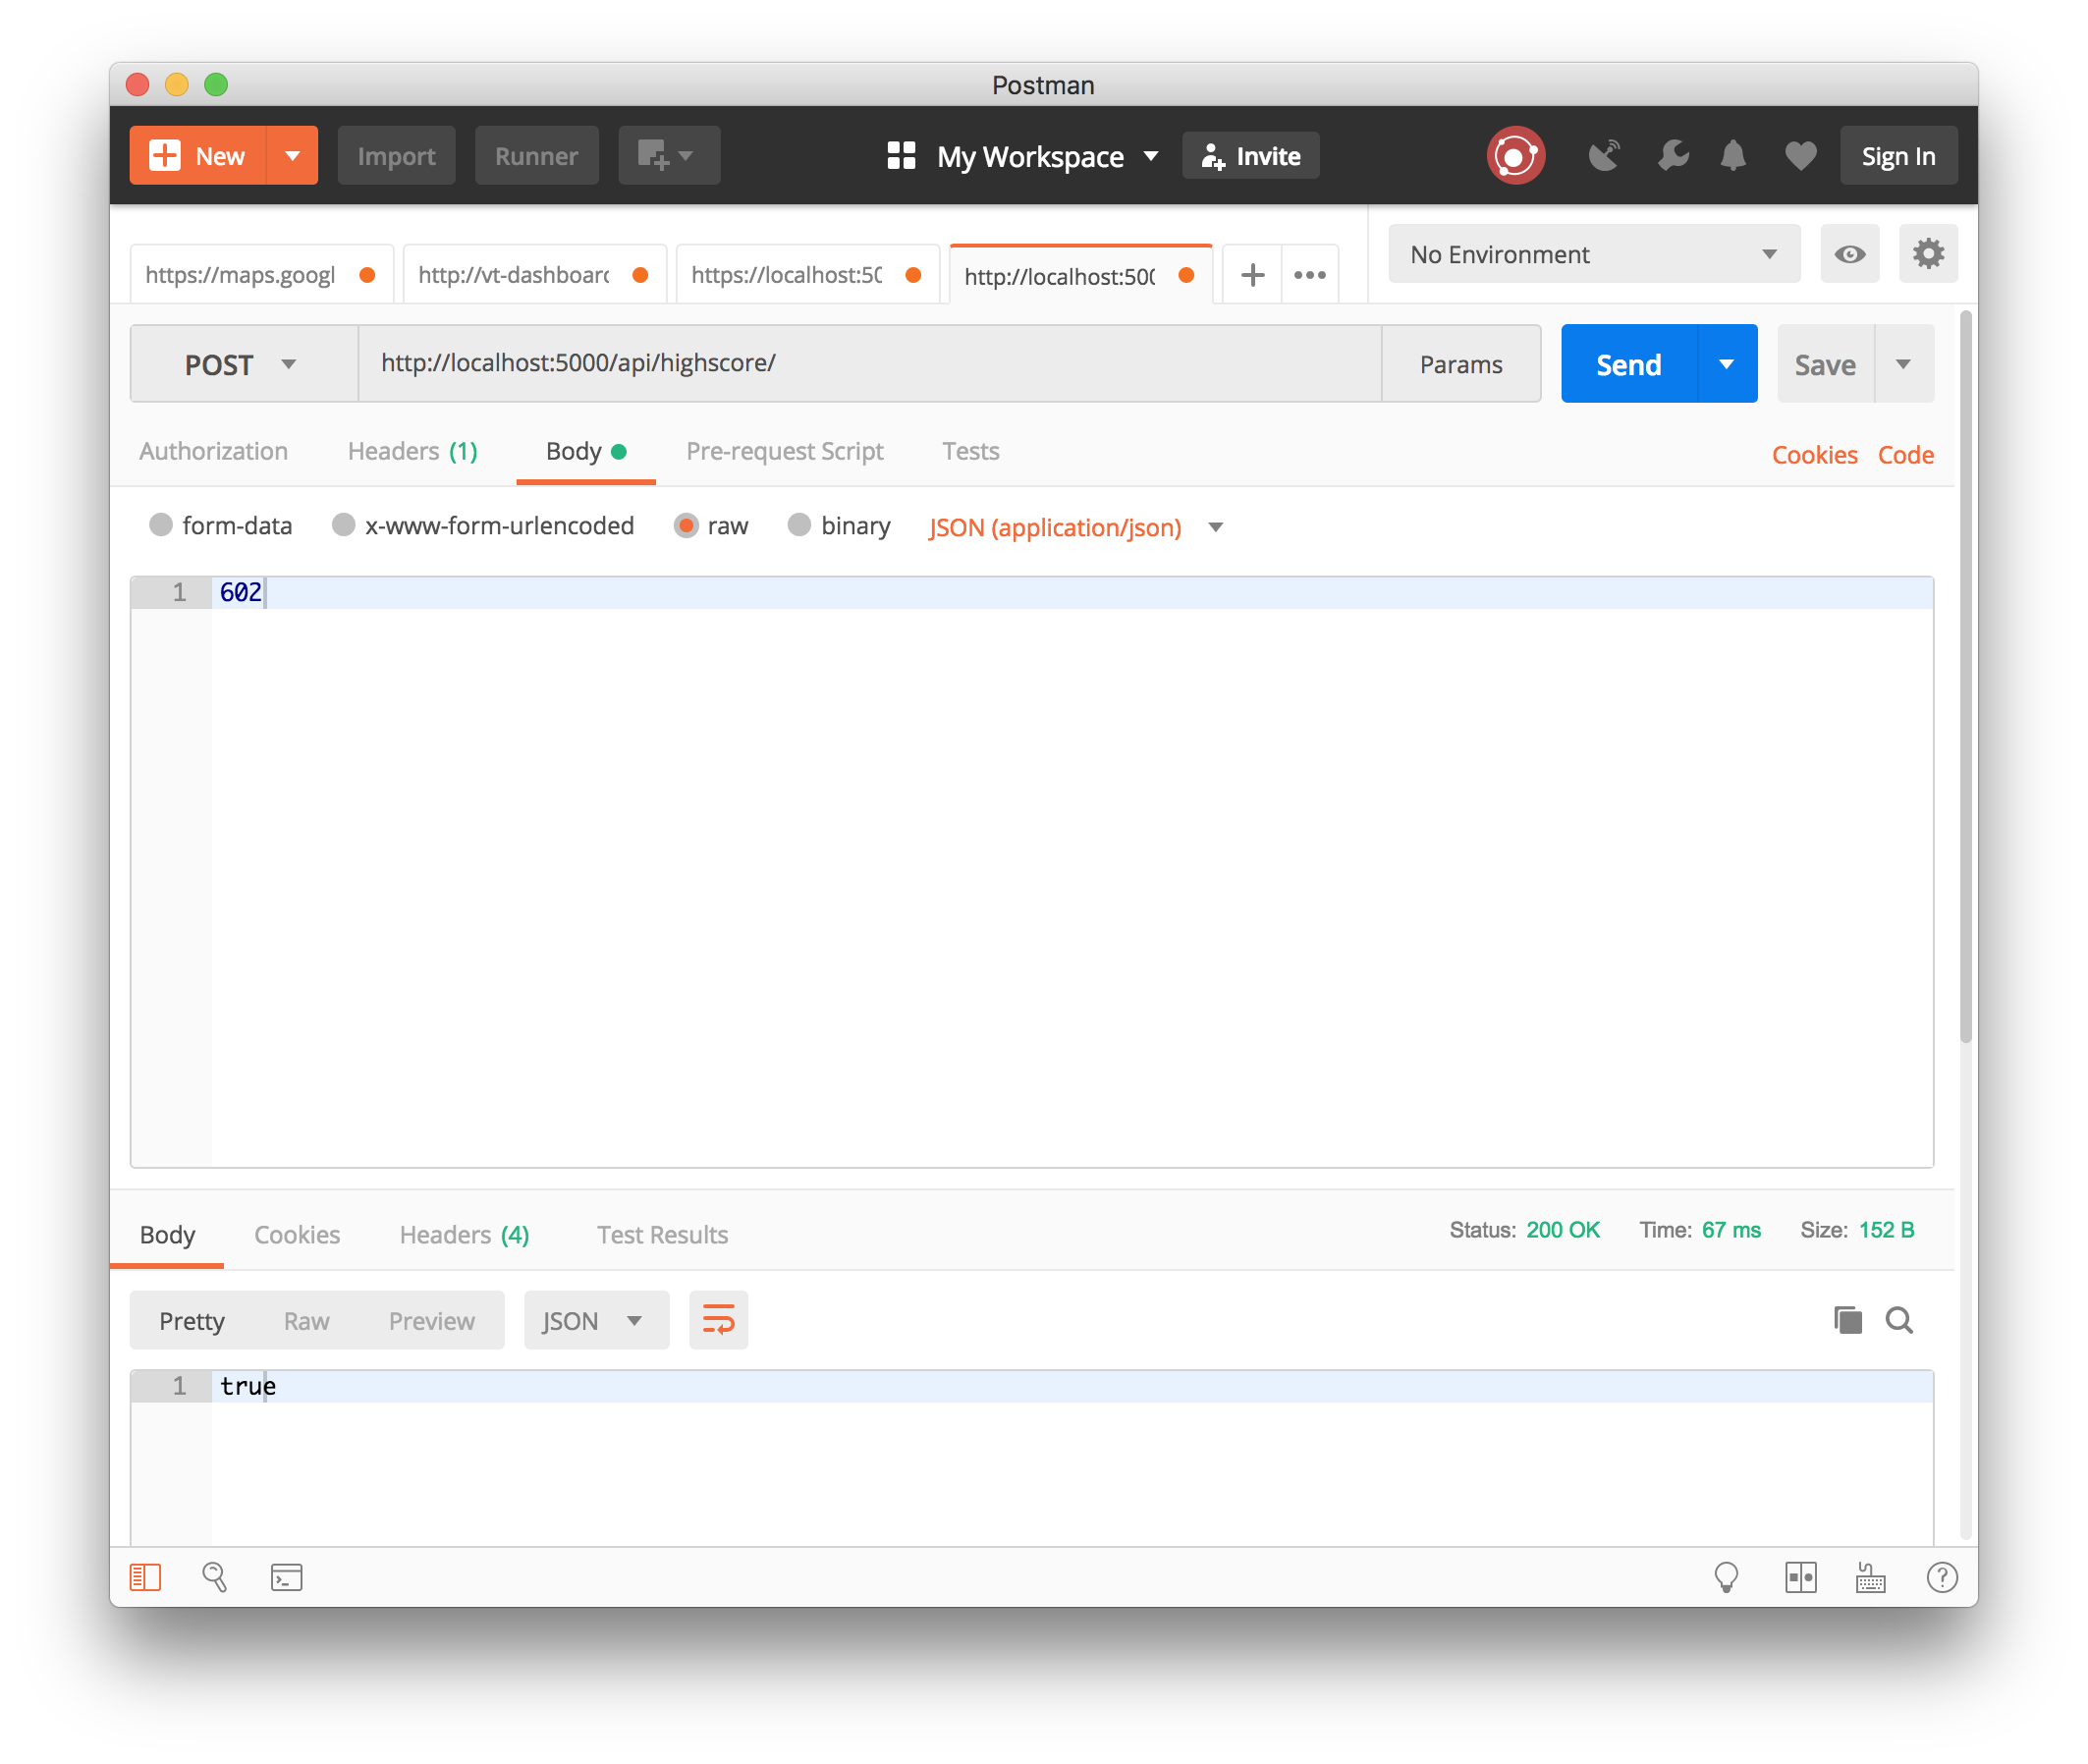 Postman
New Import Runner My Workspace Invite Sign In
https://maps.googl http://vt-dashboard https://localhost:50 http://localhost:500 No Environment
POST http://localhost:5000/api/highscore/ Params Send Save
Authorization Headers (1) Body Pre-request Script Tests Cookies Code
form-data x-www-form-urlencoded raw binary JSON (application/json)
1 602
Body Cookies Headers (4) Test Results Status: 200 OK Time: 67 ms Size: 152 B
Pretty Raw Preview JSON
1 true